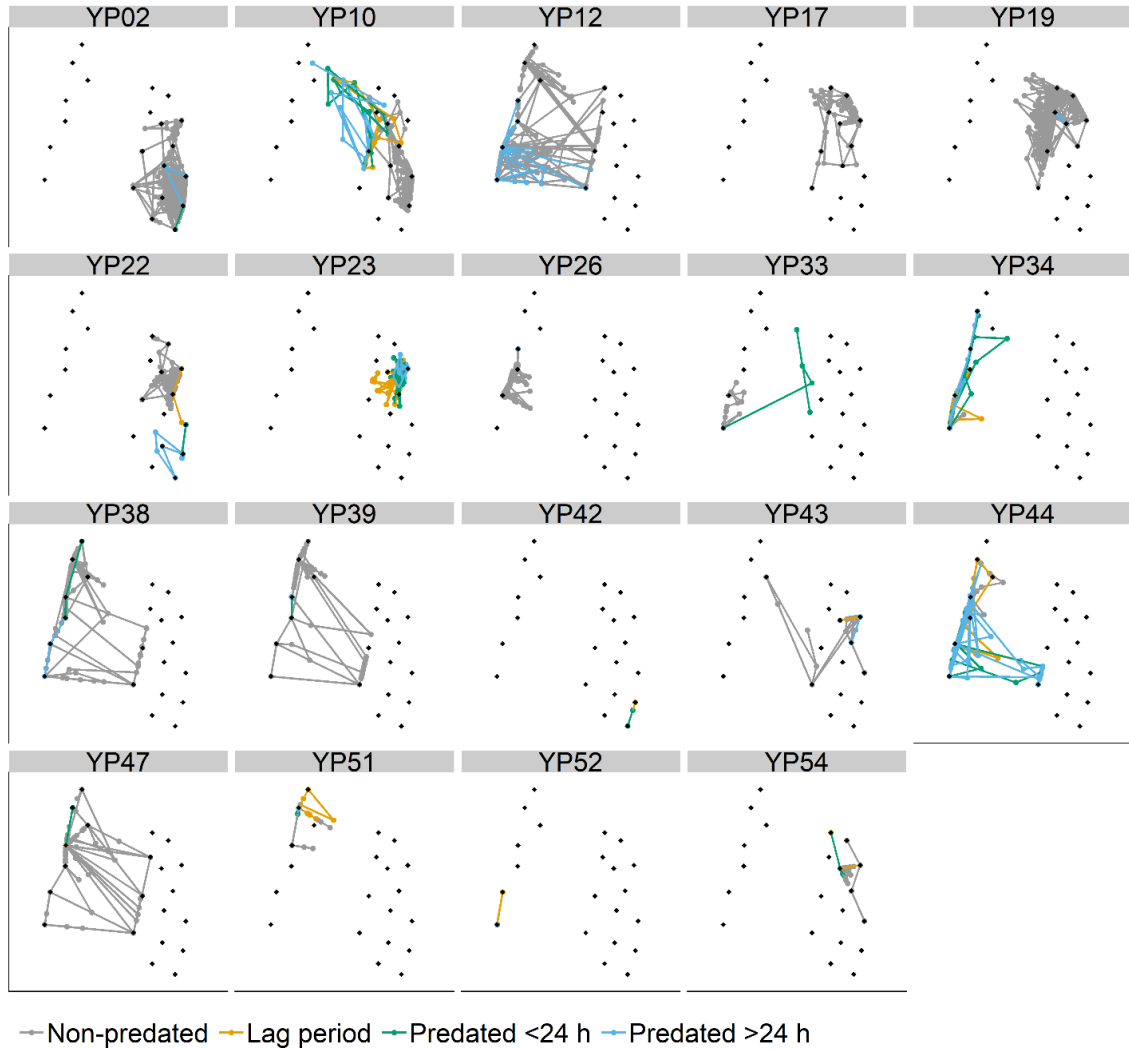 YP02 YP10 YP12 YP17 YP19
YP22 YP23 YP26 YP33 YP34
YP38 YP39 YP42 YP43 YP44
YP47 YP51 YP52 YP54
Non-predated Lag period Predated <24 h Predated >24 h